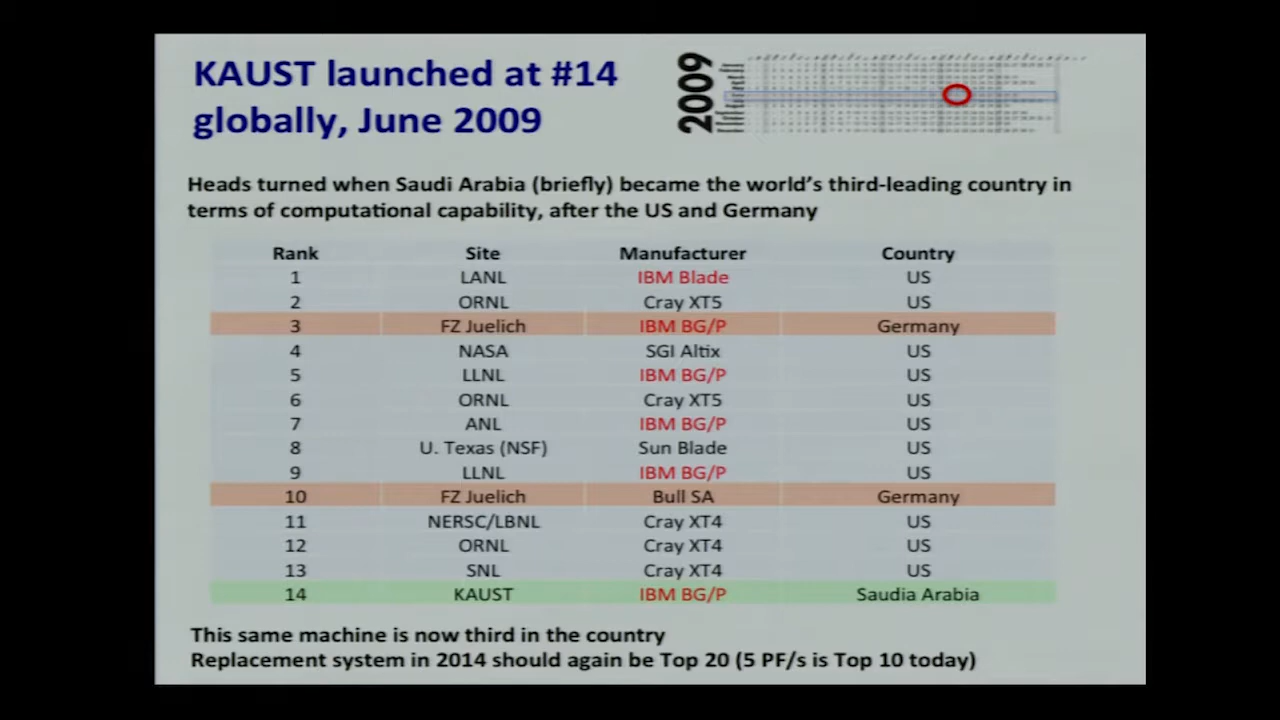 KAUST launched at #14
globally, June 2009
2009
Heads turned when Saudi Arabia (briefly) became the world's third-leading country in
terms of computational capability, after the US and Germany
Rank Site Manufacturer Country
1 LANL IBM Blade US
2 ORNL Cray XT5 US
3 FZ Juelich IBM BG/P Germany
4 NASA SGI Altix US
5 LLNL IBM BG/P US
6 ORNL Cray XT5 US
7 ANL IBM BG/P US
8 U. Texas (NSF) Sun Blade US
9 LLNL IBM BG/P US
10 FZ Juelich Bull SA Germany
11 NERSC/LBNL Cray XT4 US
12 ORNL Cray XT4 US
13 SNL Cray XT4 US
14 KAUST IBM BG/P Saudia Arabia
This same machine is now third in the country
Replacement system in 2014 should again be Top 20 (5 PF/s is Top 10 today)